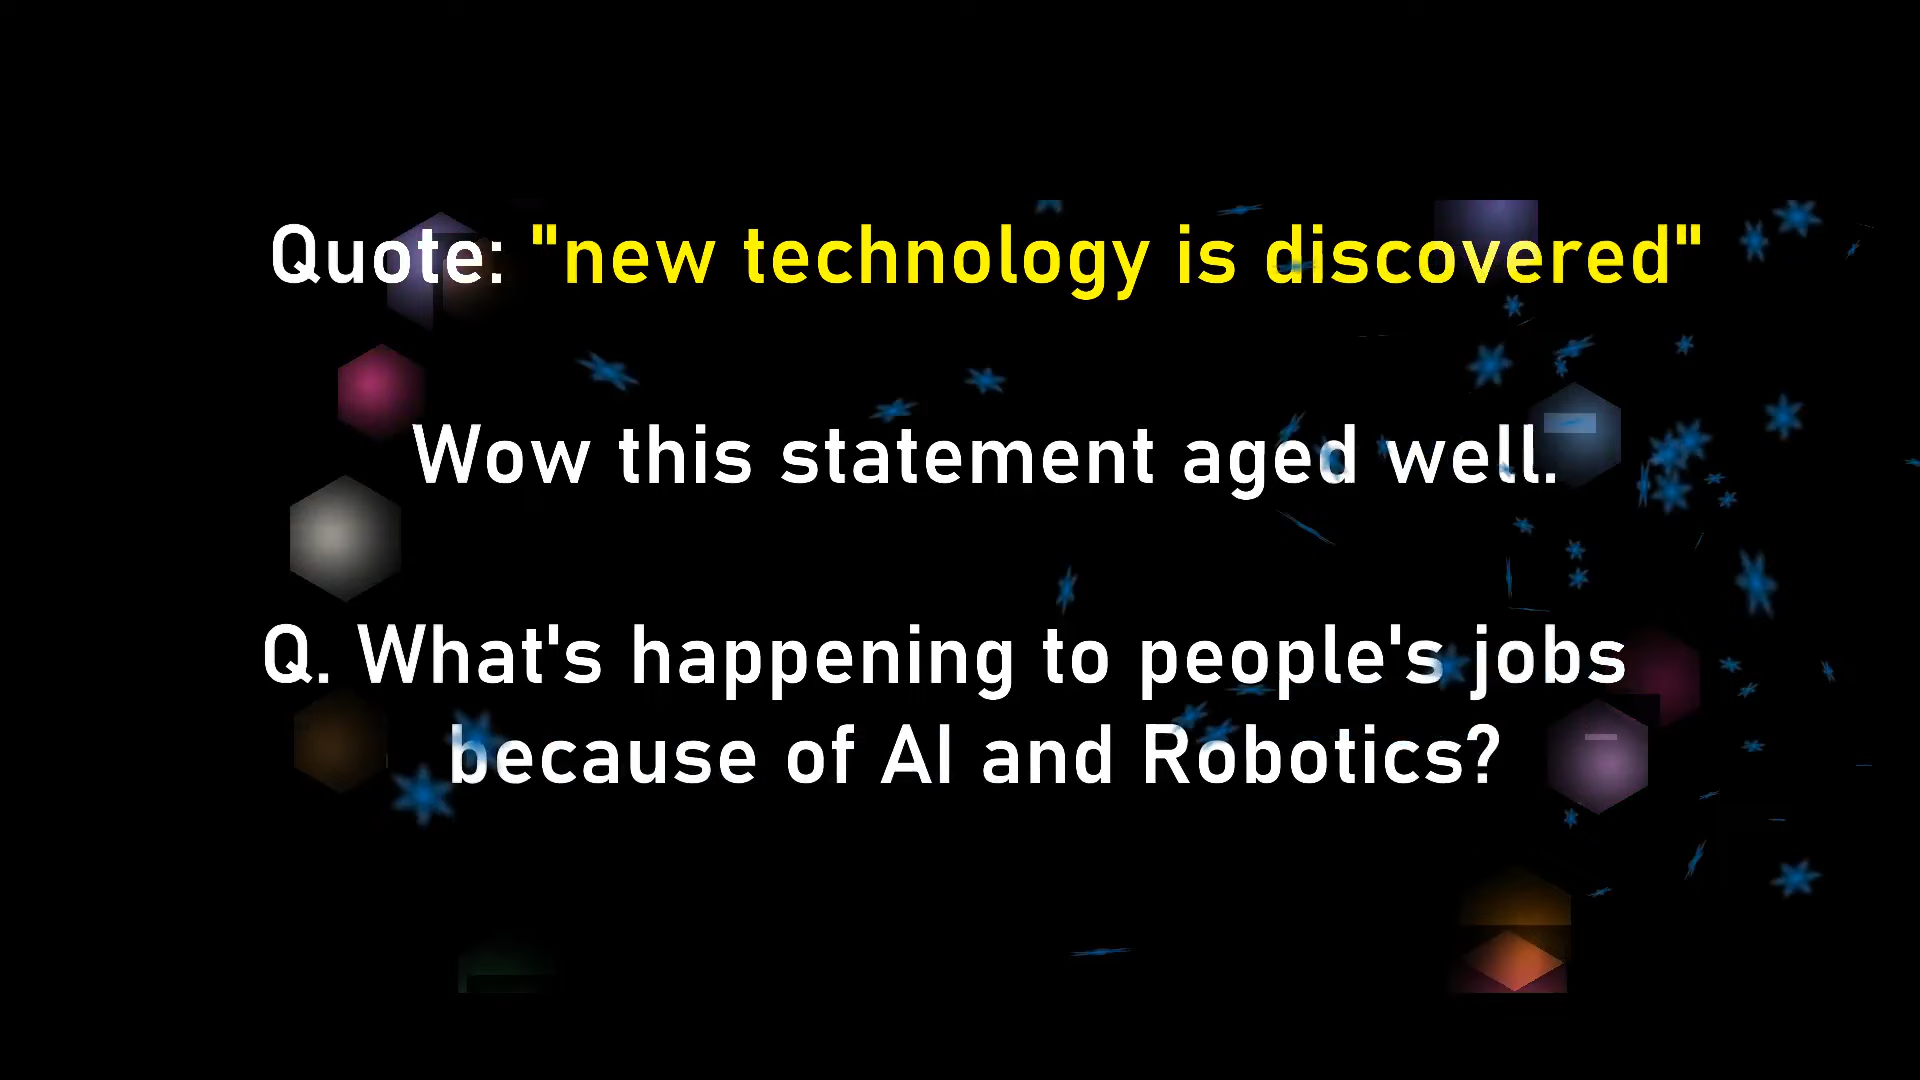 Quote: "new technology is discovered"
Wow this statement aged well.
Q. What's happening to people's jobs
because of AI and Robotics?